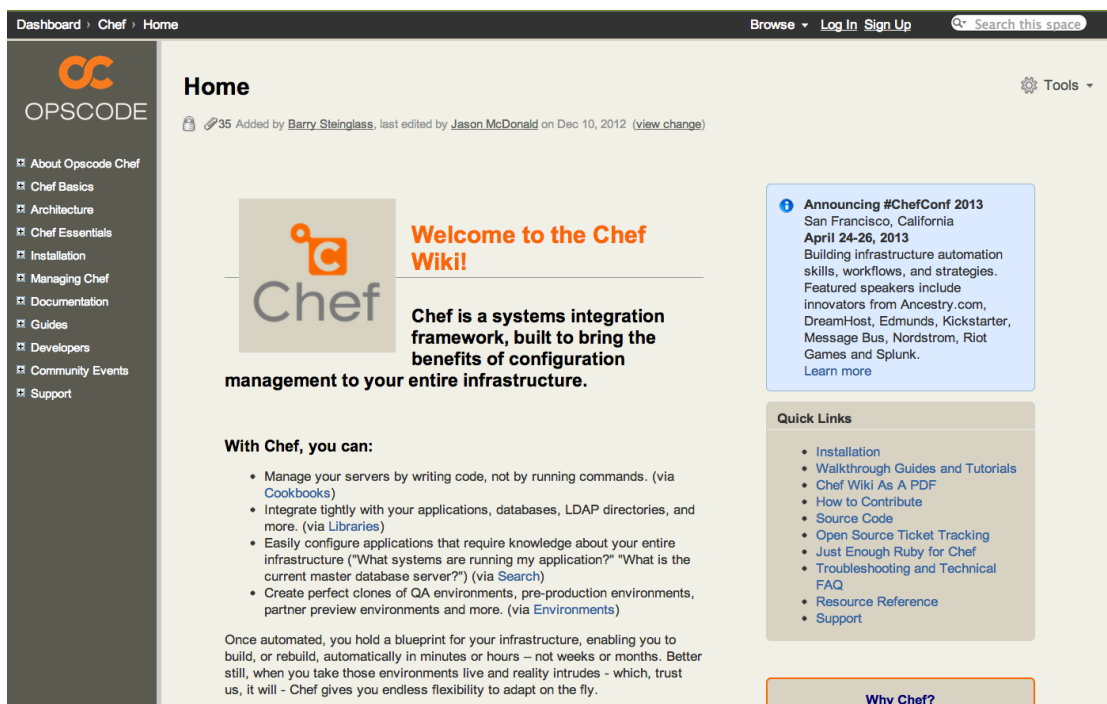 Dashboard › Chef › Home
Browse Log In Sign Up Search this space
OPSCODE
About Opscode Chef
Chef Basics
Architecture
Chef Essentials
Installation
Managing Chef
Documentation
Guides
Developers
Community Events
Support
Home
Tools
35 Added by Barry Steinglass, last edited by Jason McDonald on Dec 10, 2012 (view change)
Chef
Welcome to the Chef
Wiki!
Chef is a systems integration
framework, built to bring the
benefits of configuration
management to your entire infrastructure.
With Chef, you can:
• Manage your servers by writing code, not by running commands. (via
Cookbooks)
• Integrate tightly with your applications, databases, LDAP directories, and
more. (via Libraries)
• Easily configure applications that require knowledge about your entire
infrastructure ("What systems are running my application?" "What is the
current master database server?") (via Search)
• Create perfect clones of QA environments, pre-production environments,
partner preview environments and more. (via Environments)
Once automated, you hold a blueprint for your infrastructure, enabling you to
build, or rebuild, automatically in minutes or hours – not weeks or months. Better
still, when you take those environments live and reality intrudes - which, trust
us, it will - Chef gives you endless flexibility to adapt on the fly.
Announcing #ChefConf 2013
San Francisco, California
April 24-26, 2013
Building infrastructure automation
skills, workflows, and strategies.
Featured speakers include
innovators from Ancestry.com,
DreamHost, Edmunds, Kickstarter,
Message Bus, Nordstrom, Riot
Games and Splunk.
Learn more
Quick Links
• Installation
• Walkthrough Guides and Tutorials
• Chef Wiki As A PDF
• How to Contribute
• Source Code
• Open Source Ticket Tracking
• Just Enough Ruby for Chef
• Troubleshooting and Technical
FAQ
• Resource Reference
• Support
Why Chef?